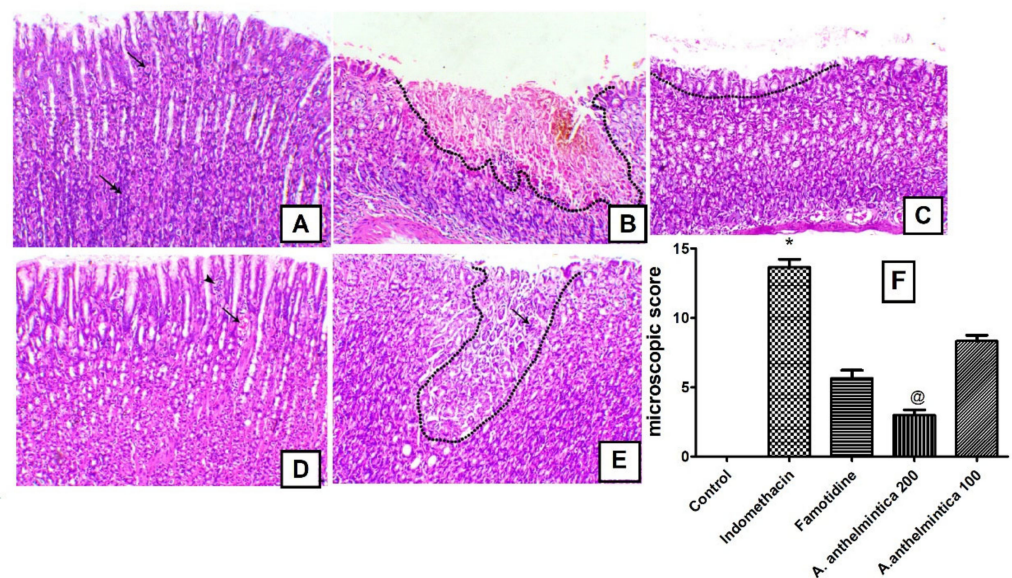 A
B
C
D
E
F
*
@
microscopic score
15
10
5
0
Control
Indomethacin
Famotidine
A. anthelmintica 200
A.anthelmintica 100